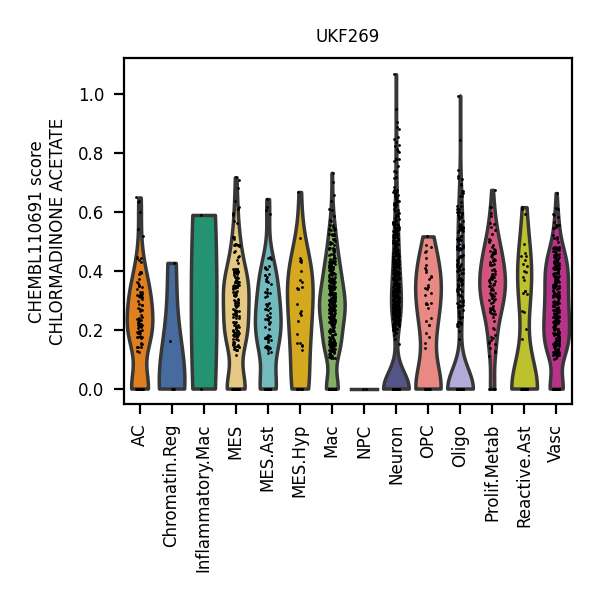 UKF269
CHEMBL110691 score
CHLORMADINONE ACETATE
1.0
0.8
0.6
0.4
0.2
0.0
AC
Chromatin.Reg
Inflammatory.Mac
MES
MES.Ast
MES.Hyp
Mac
NPC
Neuron
OPC
Oligo
Prolif.Metab
Reactive.Ast
Vasc